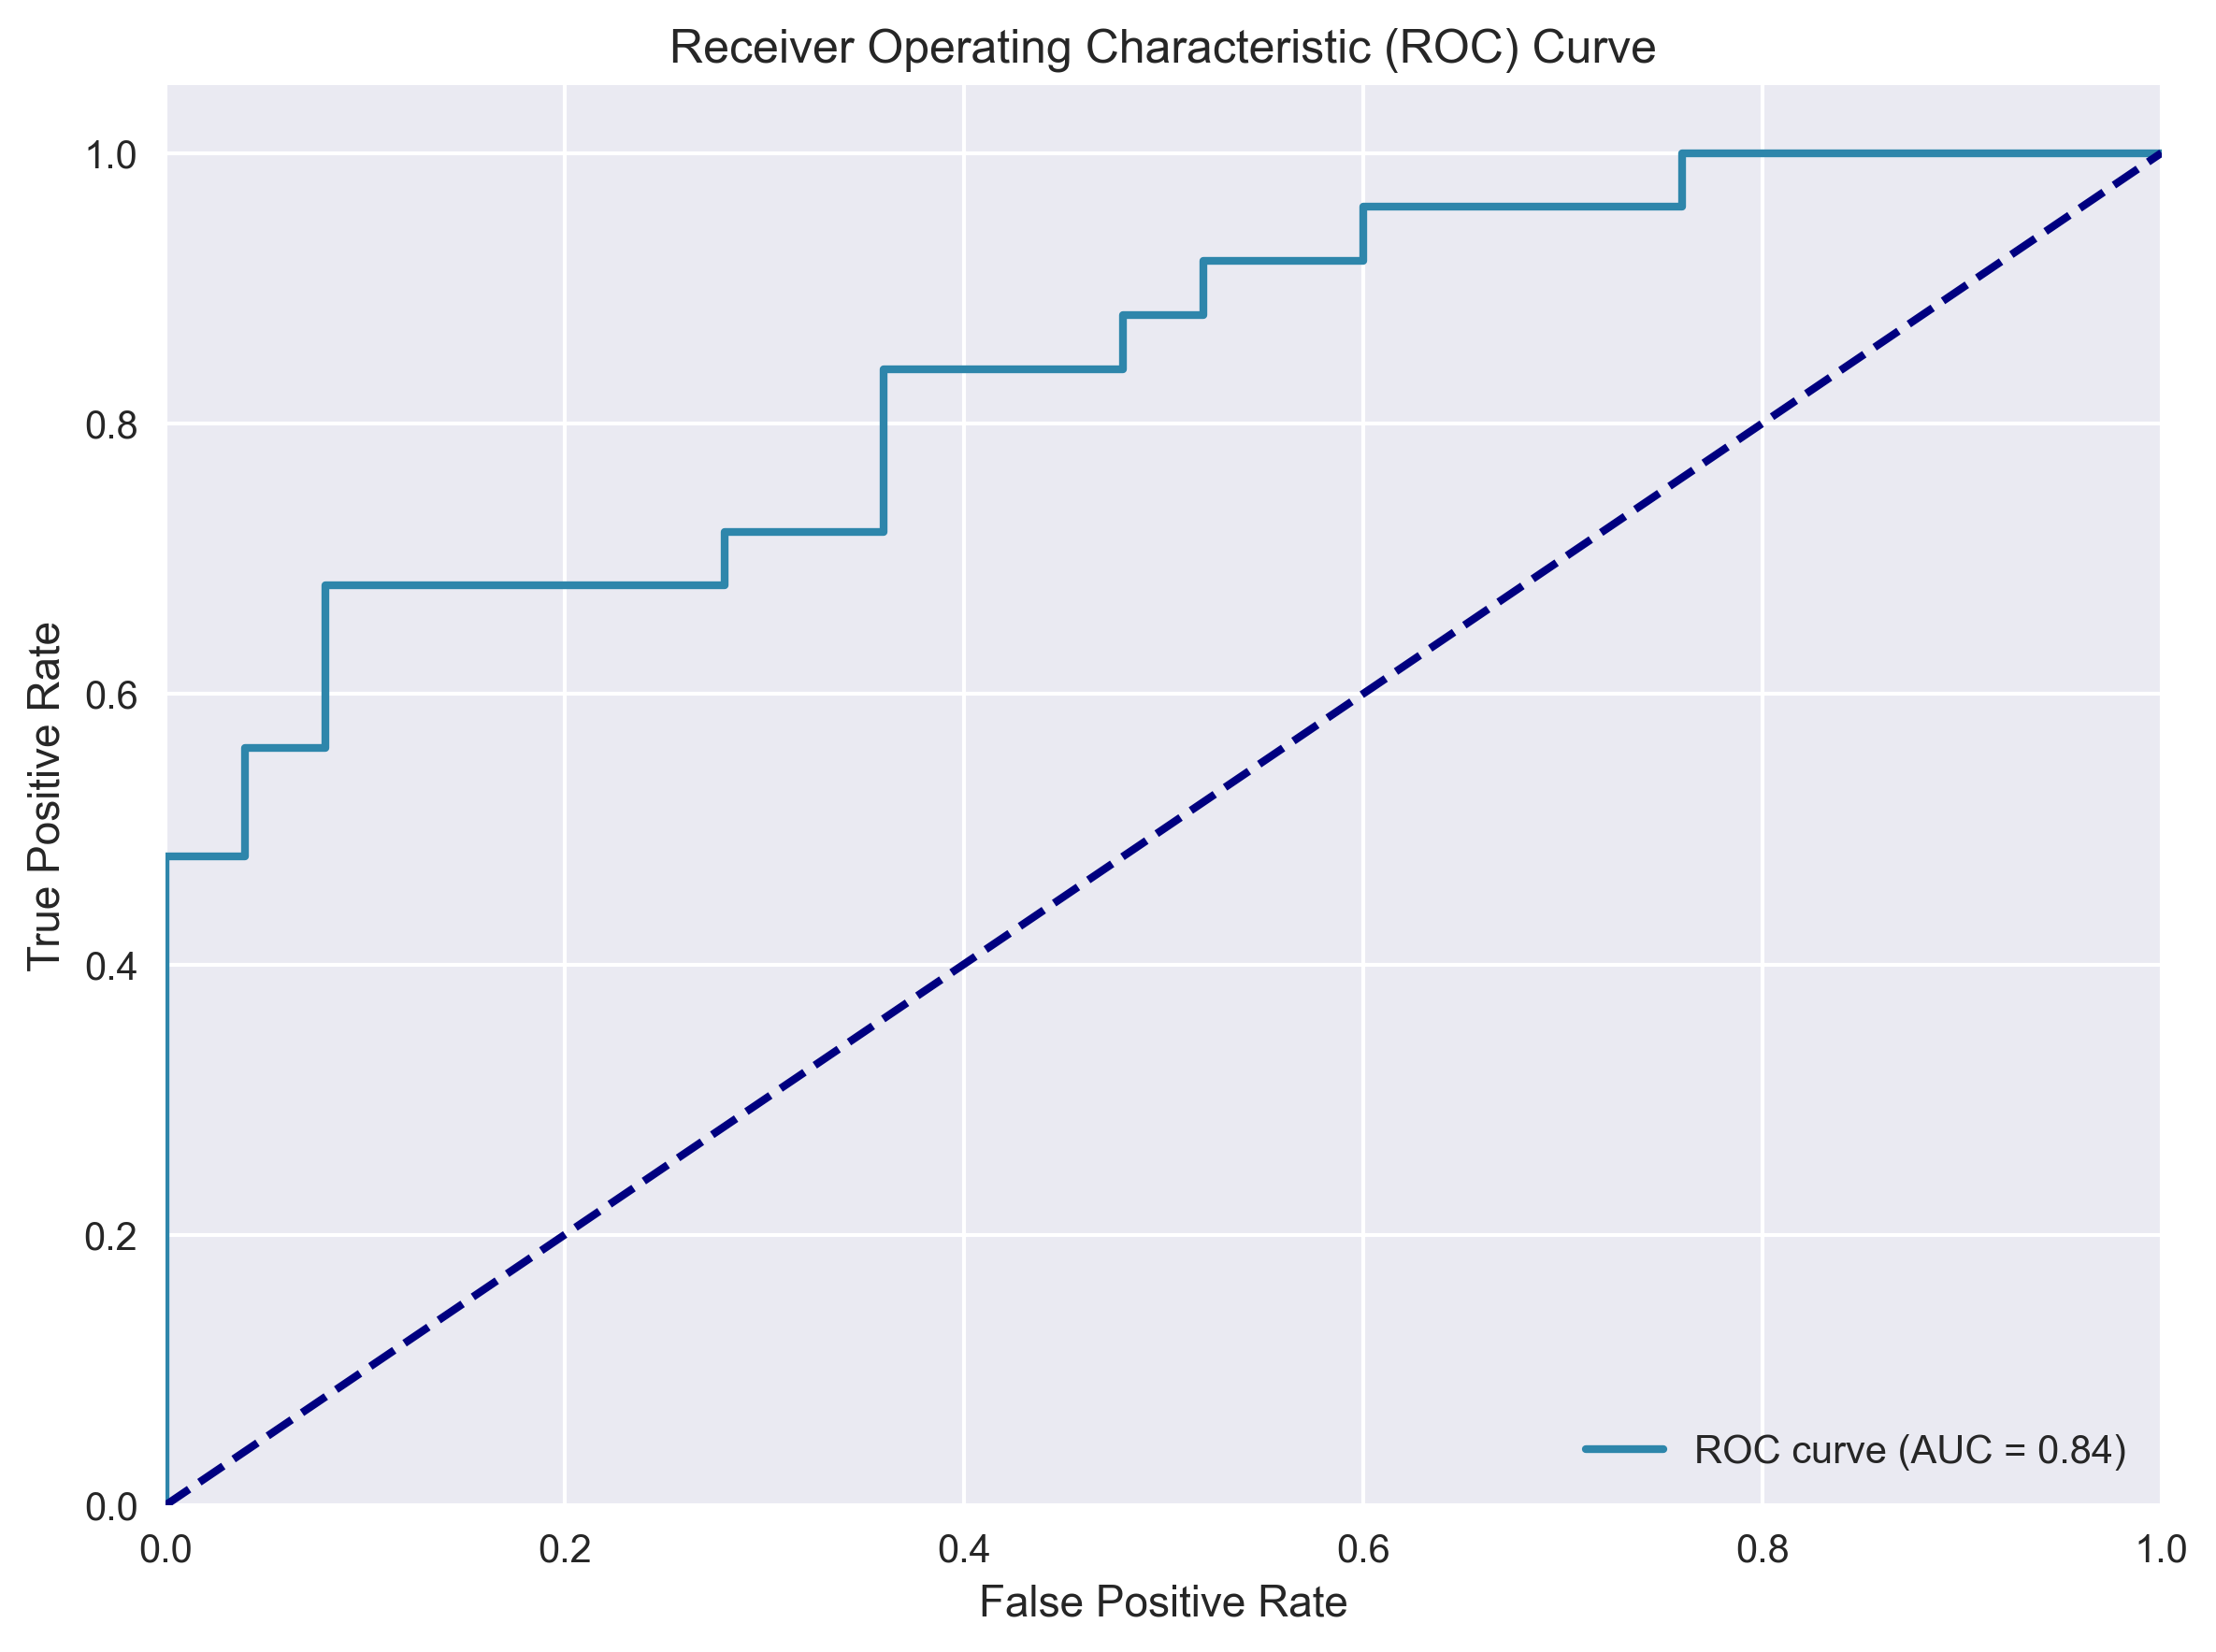 Receiver Operating Characteristic (ROC) Curve
True Positive Rate
1.0
0.8
0.6
0.4
0.2
0.0
0.0 0.2 0.4 0.6 0.8 1.0
False Positive Rate
ROC curve (AUC = 0.84)